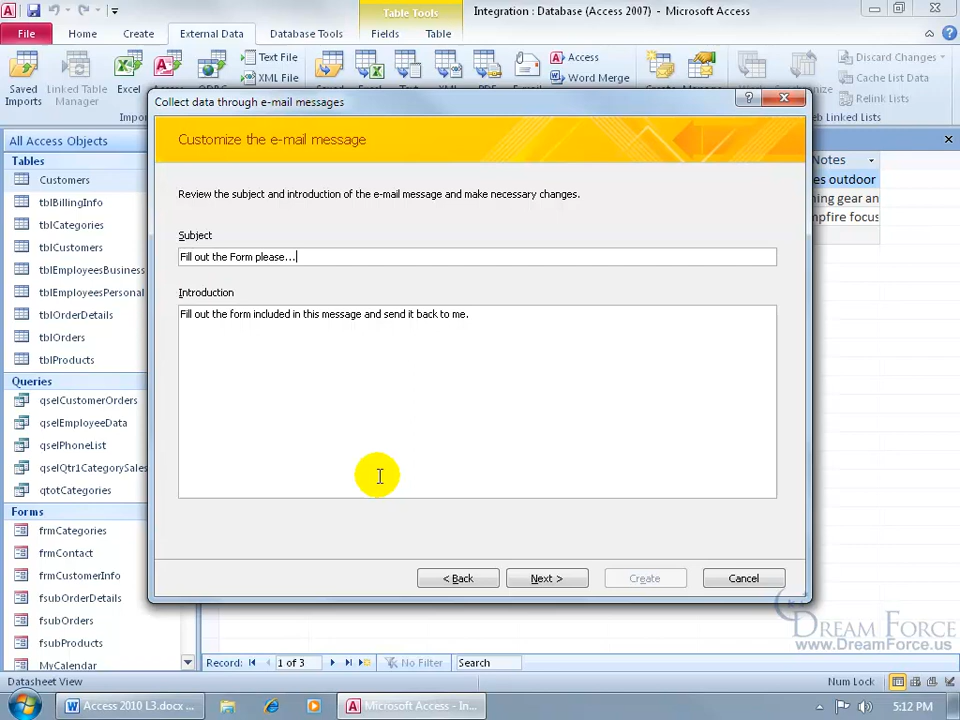 Table Tools
Integration : Database (Access 2007) - Microsoft Access
File
Home
Create
External Data
Database Tools
Fields
Table
Saved Imports
Linked Table Manager
Excel
Access
ODBC
Text File
XML File
Access
Word Merge
Discard Changes
Cache List Data
Relink Lists
Web Linked Lists
Collect data through e-mail messages
Customize the e-mail message
Review the subject and introduction of the e-mail message and make necessary changes.
Subject
Fill out the Form please...
Introduction
Fill out the form included in this message and send it back to me.
< Back
Next >
Create
Cancel
All Access Objects
Tables
Customers
tblBillingInfo
tblCategories
tblCustomers
tblEmployeesBusiness
tblEmployeesPersonal
tblOrderDetails
tblOrders
tblProducts
Queries
qselCustomerOrders
qselEmployeeData
qselPhoneList
qselQtr1CategorySales
qtotCategories
Forms
frmCategories
frmContact
frmCustomerInfo
fsubOrderDetails
fsubOrders
fsubProducts
MyCalendar
Notes
es outdoor
ning gear an
mpfire focus
Record:
1 of 3
No Filter
Search
DREAM FORCE
www.DreamForce.us
Datasheet View
Num Lock
Access 2010 L3.docx ...
Microsoft Access - In...
5:12 PM